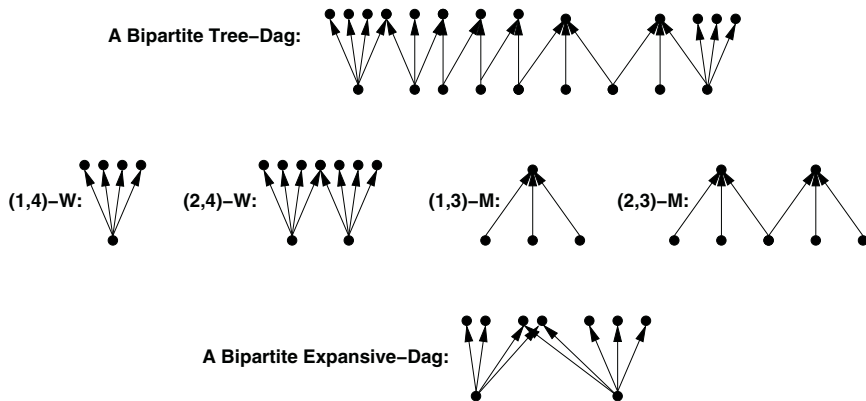 A Bipartite Tree–Dag:
(1,4)–W:
(2,4)–W:
(1,3)–M:
(2,3)–M:
A Bipartite Expansive–Dag: